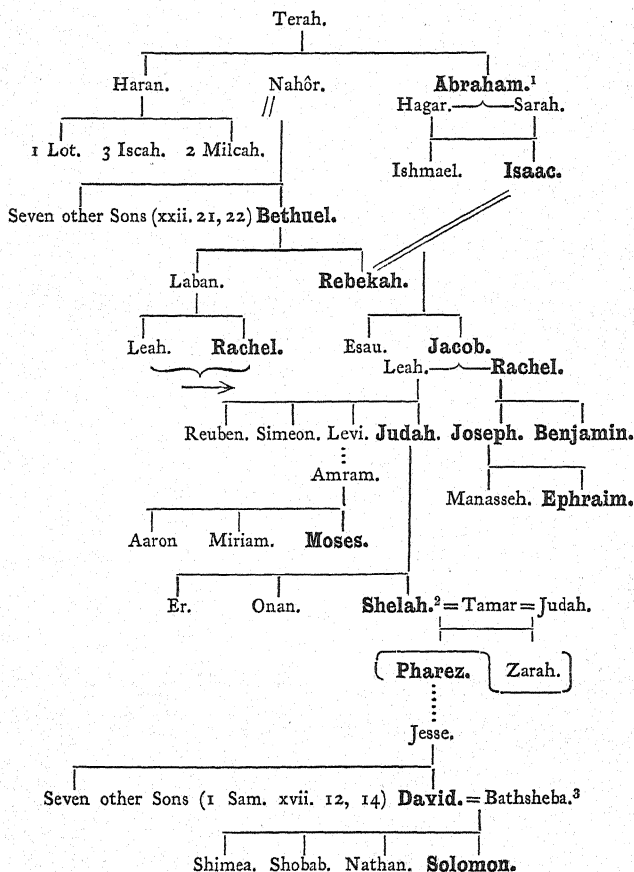 Terah.
Haran. Nahôr. Abraham.¹
Hagar. Sarah.
1 Lot. 3 Iscah. 2 Milcah.
Ishmael. Isaac.
Seven other Sons (xxii. 21, 22) Bethuel.
Laban. Rebekah.
Leah. Rachel. Esau. Jacob.
Leah. Rachel.
Reuben. Simeon. Levi. Judah. Joseph. Benjamin.
Amram.
Manasseh. Ephraim.
Aaron Miriam. Moses.
Er. Onan. Shelah.² = Tamar = Judah.
Pharez. Zarah.
Jesse.
Seven other Sons (1 Sam. xvii. 12, 14) David. = Bathsheba.³
Shimea. Shobab. Nathan. Solomon.